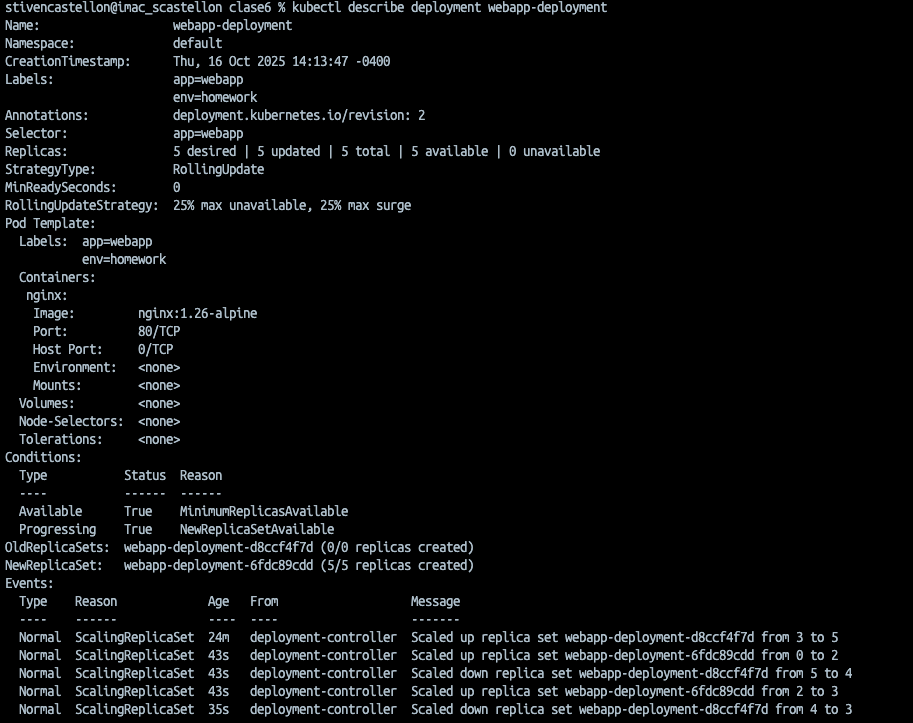 stivencastellon@imac_scastellon clase6 % kubectl describe deployment webapp-deployment
Name:                   webapp-deployment
Namespace:              default
CreationTimestamp:      Thu, 16 Oct 2025 14:13:47 -0400
Labels:                 app=webapp
                        env=homework
Annotations:            deployment.kubernetes.io/revision: 2
Selector:               app=webapp
Replicas:               5 desired | 5 updated | 5 total | 5 available | 0 unavailable
StrategyType:           RollingUpdate
MinReadySeconds:        0
RollingUpdateStrategy:  25% max unavailable, 25% max surge
Pod Template:
  Labels:  app=webapp
           env=homework
  Containers:
   nginx:
    Image:         nginx:1.26-alpine
    Port:          80/TCP
    Host Port:     0/TCP
    Environment:   <none>
    Mounts:        <none>
  Volumes:         <none>
  Node-Selectors:  <none>
  Tolerations:     <none>
Conditions:
  Type           Status  Reason
  ----           ------  ------
  Available      True    MinimumReplicasAvailable
  Progressing    True    NewReplicaSetAvailable
OldReplicaSets:  webapp-deployment-d8ccf4f7d (0/0 replicas created)
NewReplicaSet:   webapp-deployment-6fdc89cdd (5/5 replicas created)
Events:
  Type    Reason             Age   From                   Message
  ----    ------             ----  ----                   -------
  Normal  ScalingReplicaSet  24m   deployment-controller  Scaled up replica set webapp-deployment-d8ccf4f7d from 3 to 5
  Normal  ScalingReplicaSet  43s   deployment-controller  Scaled up replica set webapp-deployment-6fdc89cdd from 0 to 2
  Normal  ScalingReplicaSet  43s   deployment-controller  Scaled down replica set webapp-deployment-d8ccf4f7d from 5 to 4
  Normal  ScalingReplicaSet  43s   deployment-controller  Scaled up replica set webapp-deployment-6fdc89cdd from 2 to 3
  Normal  ScalingReplicaSet  35s   deployment-controller  Scaled down replica set webapp-deployment-d8ccf4f7d from 4 to 3